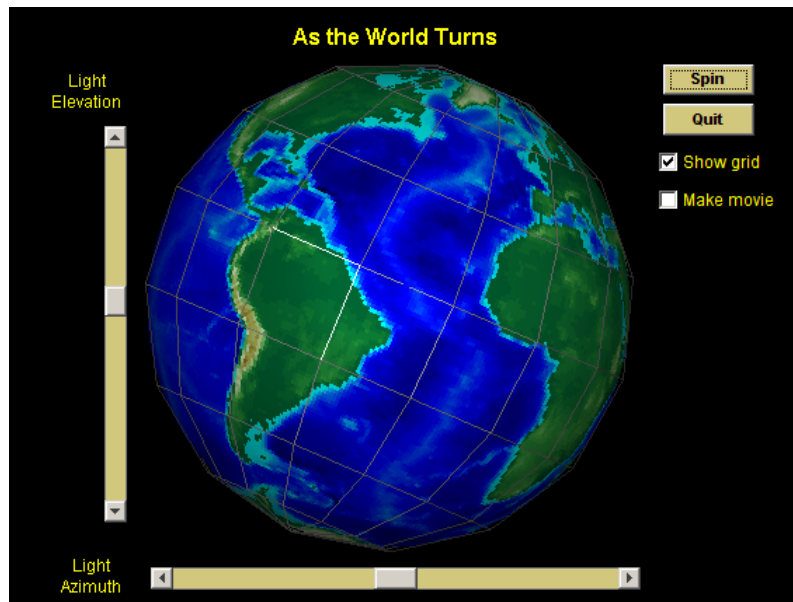 As the World Turns
Light
Elevation
Spin
Quit
Show grid
Make movie
Light
Azimuth